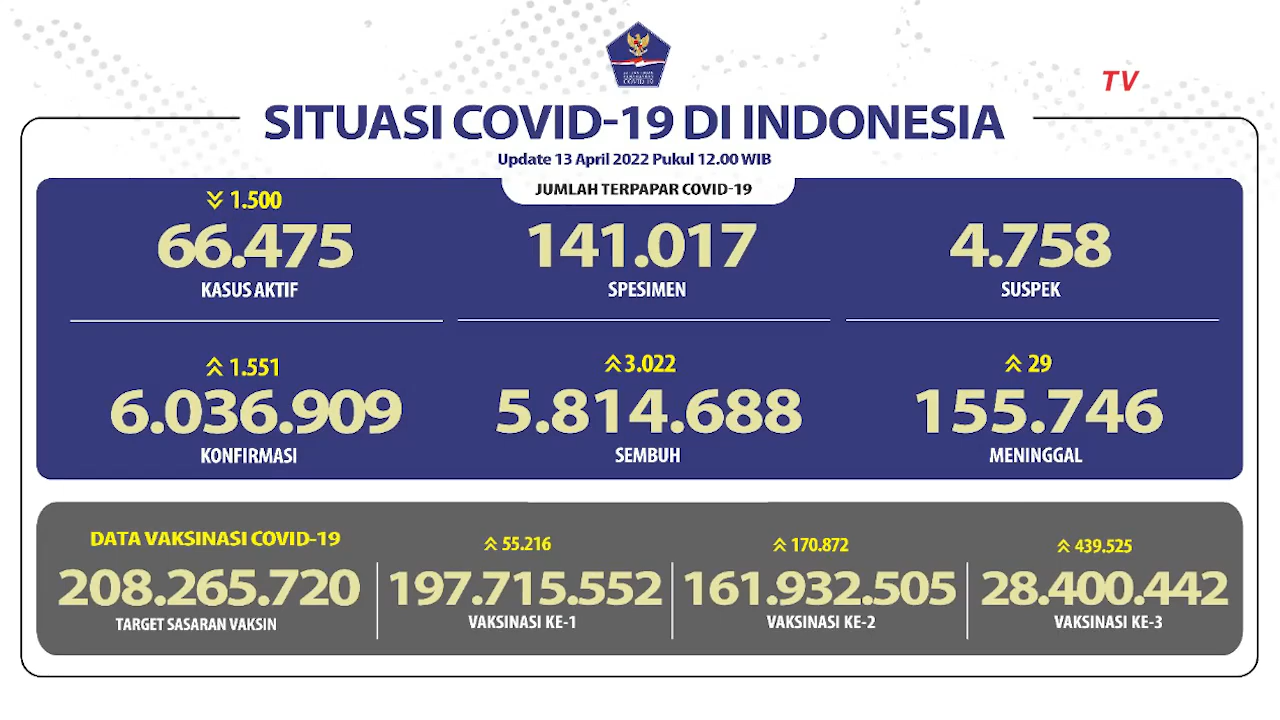 COVID-19
TV
SITUASI COVID-19 DI INDONESIA
Update 13 April 2022 Pukul 12.00 WIB
JUMLAH TERPAPAR COVID-19
1.500
66.475
KASUS AKTIF
141.017
SPESIMEN
4.758
SUSPEK
1.551
6.036.909
KONFIRMASI
3.022
5.814.688
SEMBUH
29
155.746
MENINGGAL
DATA VAKSINASI COVID-19
208.265.720
TARGET SASARAN VAKSIN
55.216
197.715.552
VAKSINASI KE-1
170.872
161.932.505
VAKSINASI KE-2
439.525
28.400.442
VAKSINASI KE-3